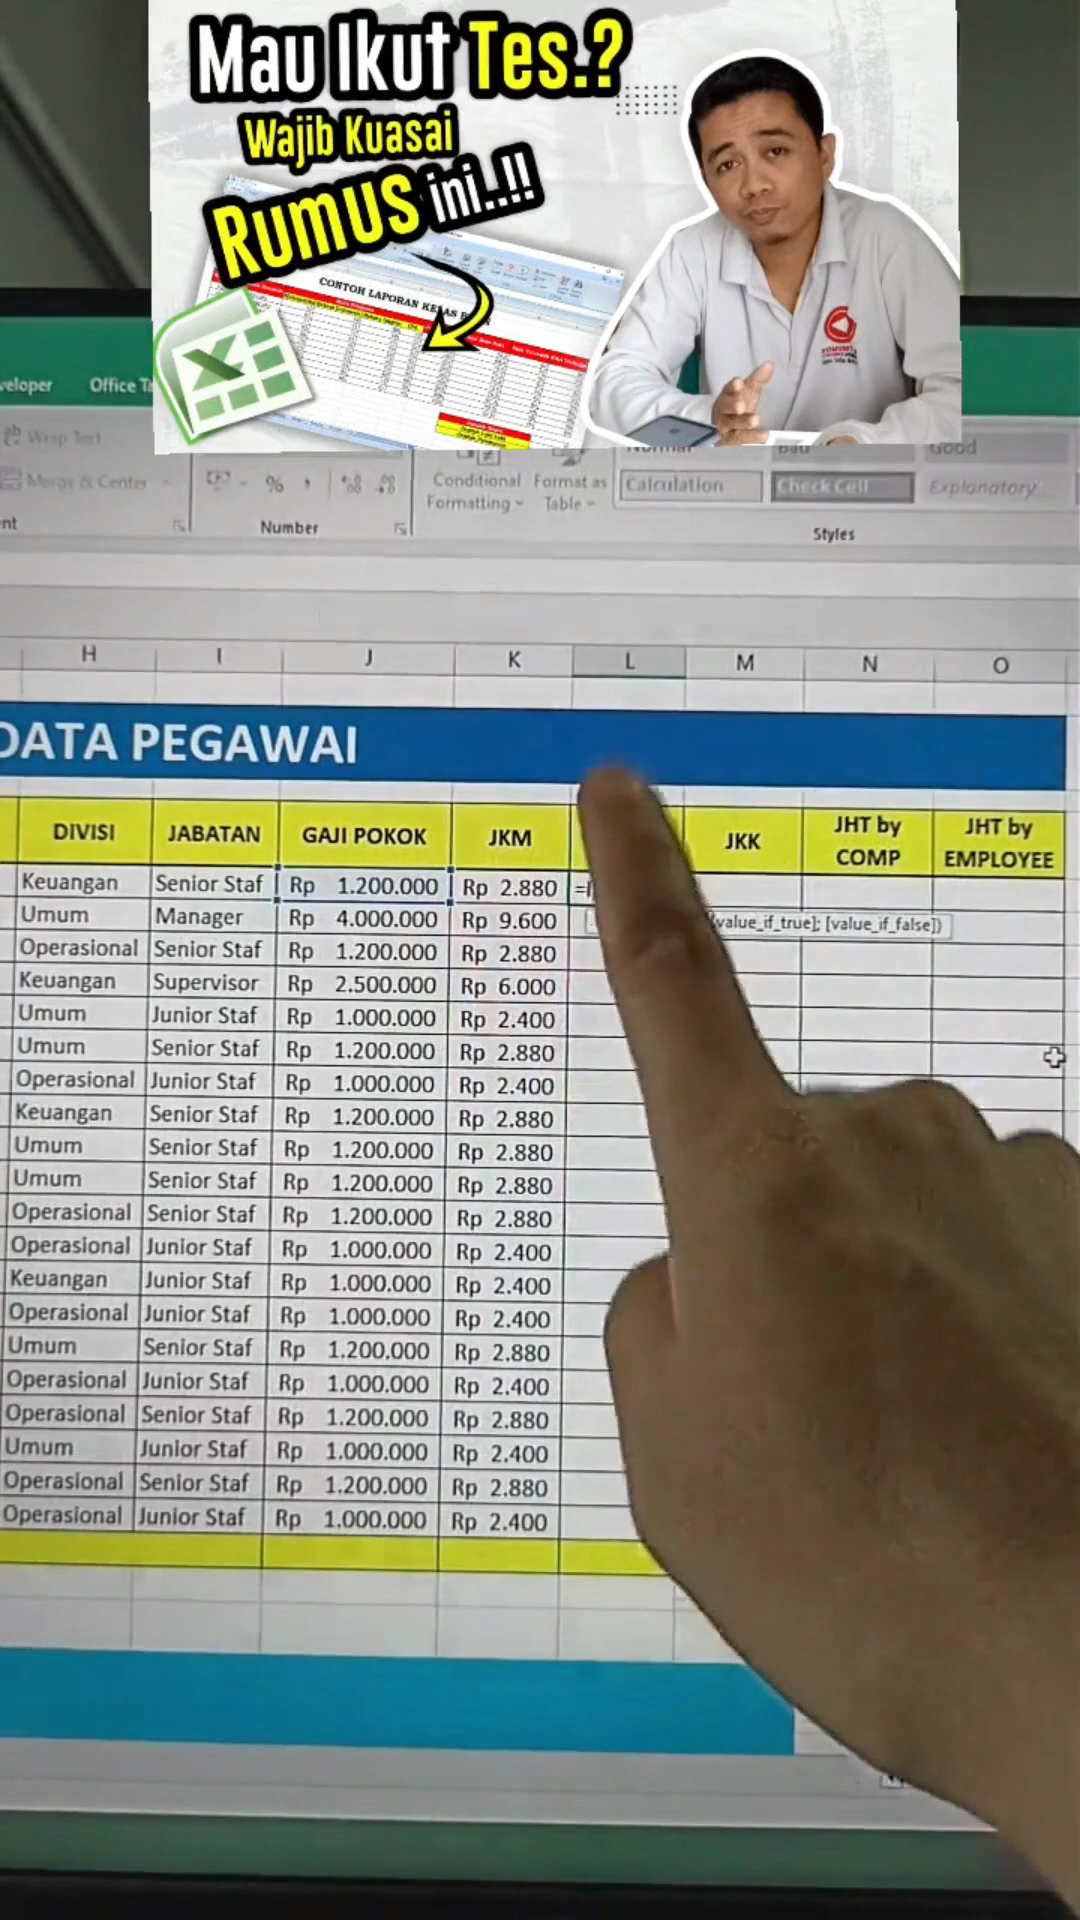 Mau Ikut Tes.?
Wajib Kuasai
Rumus ini..!!
CONTOH LAPORAN
veloper Office Ta
Wrap Text
Merge & Center
% ,
Conditional Formatting
Format as Table
Normal Bad Good
Calculation Check Cell Explanatory
nt Number Styles
H I J K L M N O
DATA PEGAWAI
DIVISI JABATAN GAJI POKOK JKM JKK JHT by COMP JHT by EMPLOYEE
Keuangan Senior Staf Rp 1.200.000 Rp 2.880 =I
Umum Manager Rp 4.000.000 Rp 9.600 value_if_true]; [value_if_false])
Operasional Senior Staf Rp 1.200.000 Rp 2.880
Keuangan Supervisor Rp 2.500.000 Rp 6.000
Umum Junior Staf Rp 1.000.000 Rp 2.400
Umum Senior Staf Rp 1.200.000 Rp 2.880
Operasional Junior Staf Rp 1.000.000 Rp 2.400
Keuangan Senior Staf Rp 1.200.000 Rp 2.880
Umum Senior Staf Rp 1.200.000 Rp 2.880
Umum Senior Staf Rp 1.200.000 Rp 2.880
Operasional Senior Staf Rp 1.200.000 Rp 2.880
Operasional Junior Staf Rp 1.000.000 Rp 2.400
Keuangan Junior Staf Rp 1.000.000 Rp 2.400
Operasional Junior Staf Rp 1.000.000 Rp 2.400
Umum Senior Staf Rp 1.200.000 Rp 2.880
Operasional Junior Staf Rp 1.000.000 Rp 2.400
Operasional Senior Staf Rp 1.200.000 Rp 2.880
Umum Junior Staf Rp 1.000.000 Rp 2.400
Operasional Senior Staf Rp 1.200.000 Rp 2.880
Operasional Junior Staf Rp 1.000.000 Rp 2.400